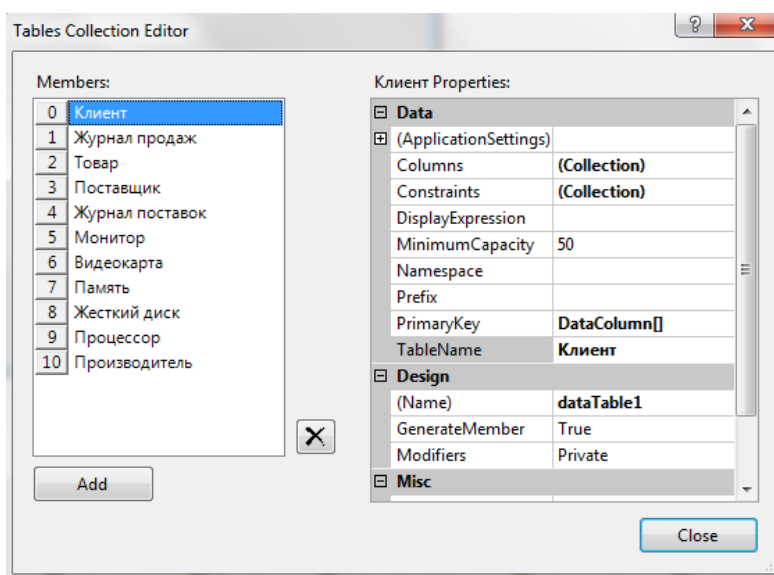 Tables Collection Editor
Members:
0 Клиент
1 Журнал продаж
2 Товар
3 Поставщик
4 Журнал поставок
5 Монитор
6 Видеокарта
7 Память
8 Жесткий диск
9 Процессор
10 Производитель
Add
Клиент Properties:
Data
(ApplicationSettings)
Columns (Collection)
Constraints (Collection)
DisplayExpression
MinimumCapacity 50
Namespace
Prefix
PrimaryKey DataColumn[]
TableName Клиент
Design
(Name) dataTable1
GenerateMember True
Modifiers Private
Misc
Close